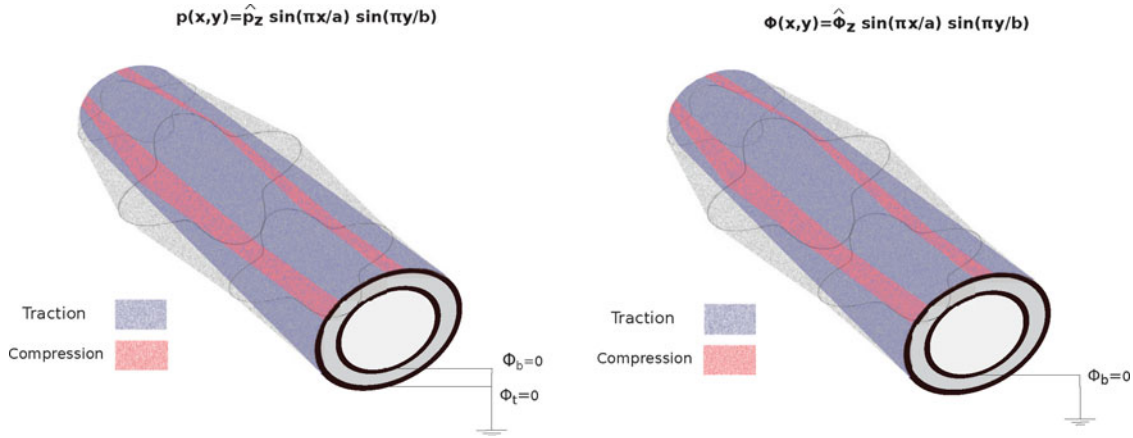 p(x,y)=p̂z sin(πx/a) sin(πy/b)
Traction
Compression
Φb=0
Φt=0
Φ(x,y)=Φ̂z sin(πx/a) sin(πy/b)
Traction
Compression
Φb=0